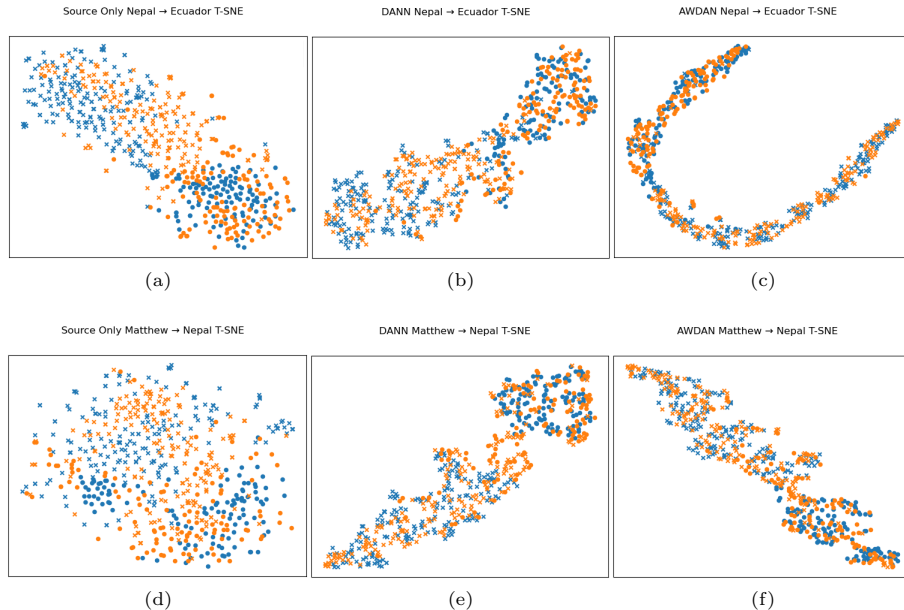 Source Only Nepal → Ecuador T-SNE
DANN Nepal → Ecuador T-SNE
AWDAN Nepal → Ecuador T-SNE
(a)
(b)
(c)
Source Only Matthew → Nepal T-SNE
DANN Matthew → Nepal T-SNE
AWDAN Matthew → Nepal T-SNE
(d)
(e)
(f)